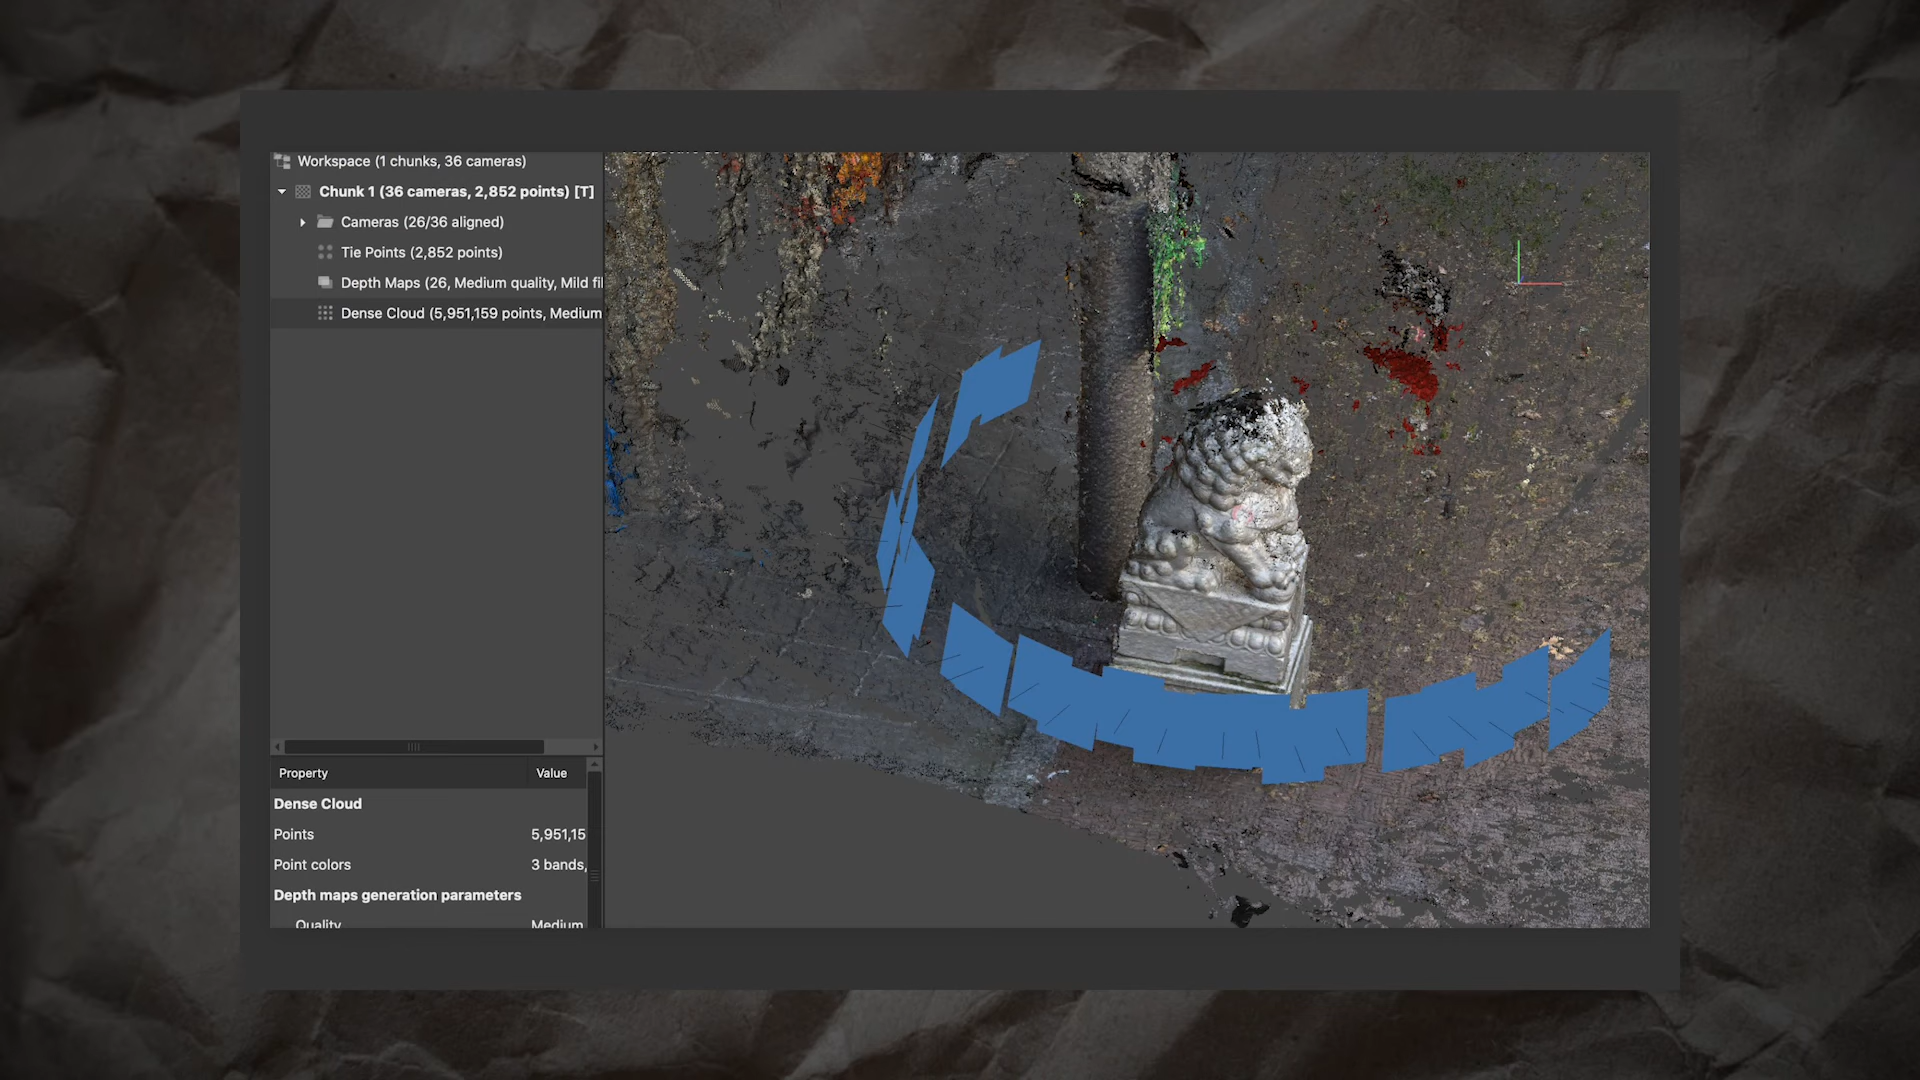 Workspace (1 chunks, 36 cameras)
Chunk 1 (36 cameras, 2,852 points) [T]
Cameras (26/36 aligned)
Tie Points (2,852 points)
Depth Maps (26, Medium quality, Mild fil
Dense Cloud (5,951,159 points, Medium
Property Value
Dense Cloud
Points 5,951,15
Point colors 3 bands,
Depth maps generation parameters
Quality Medium